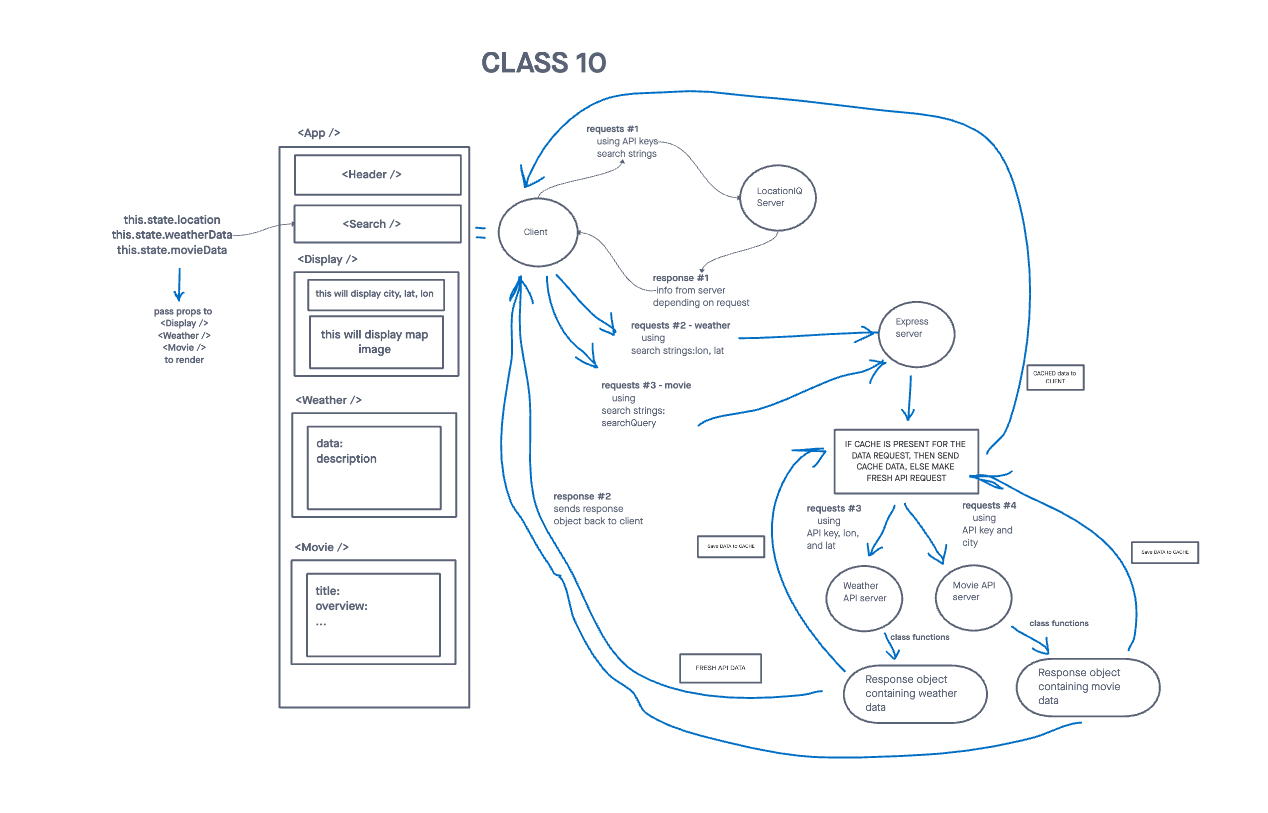 CLASS 10
<App />
<Header />
<Search />
this.state.location
this.state.weatherData
this.state.movieData
pass props to
<Display />
<Weather />
<Movie />
to render
<Display />
this will display city, lat, lon
this will display map
image
<Weather />
data:
description
<Movie />
title:
overview:
...
=
Client
requests #1
using API keys
search strings
LocationIQ
Server
response #1
info from server
depending on request
requests #2 - weather
using
search strings:lon, lat
requests #3 - movie
using
search strings:
searchQuery
Express
server
CACHED data to
CLIENT
IF CACHE IS PRESENT FOR THE
DATA REQUEST, THEN SEND
CACHE DATA, ELSE MAKE
FRESH API REQUEST
response #2
sends response
object back to client
requests #3
using
API key, lon,
and lat
requests #4
using
API key and
city
Save DATA to CACHE
Save DATA to CACHE
Weather
API server
Movie API
server
class functions
class functions
FRESH API DATA
Response object
containing weather
data
Response object
containing movie
data